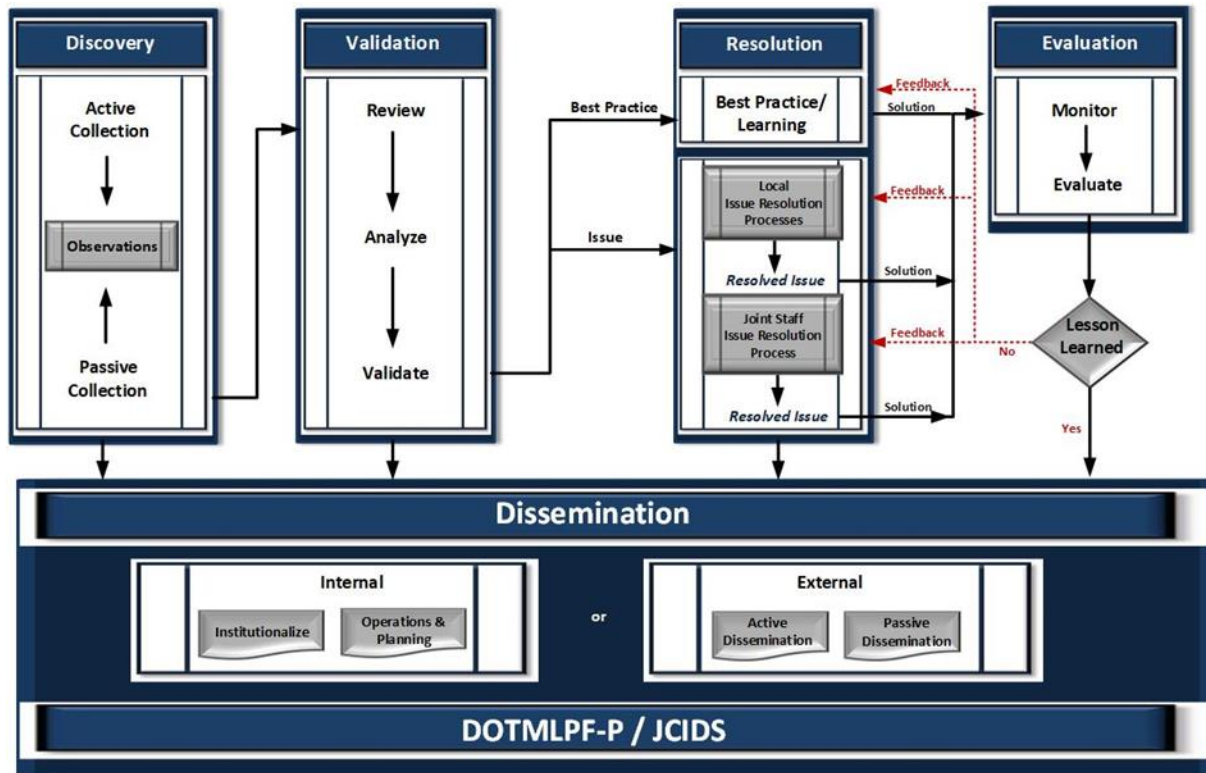 Discovery
Active
Collection
Observations
Passive
Collection
Validation
Review
Analyze
Validate
Best Practice
Issue
Resolution
Best Practice/
Learning
Local
Issue Resolution
Processes
Resolved Issue
Joint Staff
Issue Resolution
Process
Resolved Issue
Feedback
Solution
Feedback
Solution
Feedback
Solution
Evaluation
Monitor
Evaluate
Lesson
Learned
No
Yes
Dissemination
Internal
Institutionalize
Operations &
Planning
or
External
Active
Dissemination
Passive
Dissemination
DOTMLPF-P / JCIDS